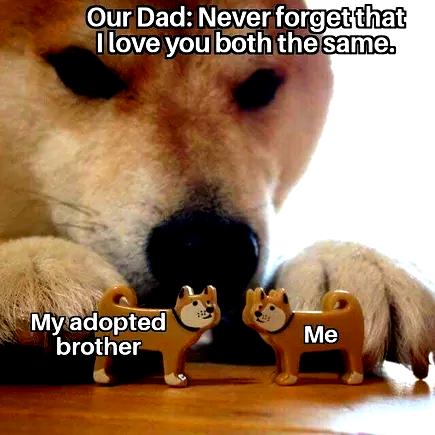 Our Dad: Never forget that
I love you both the same.
My adopted
brother
Me